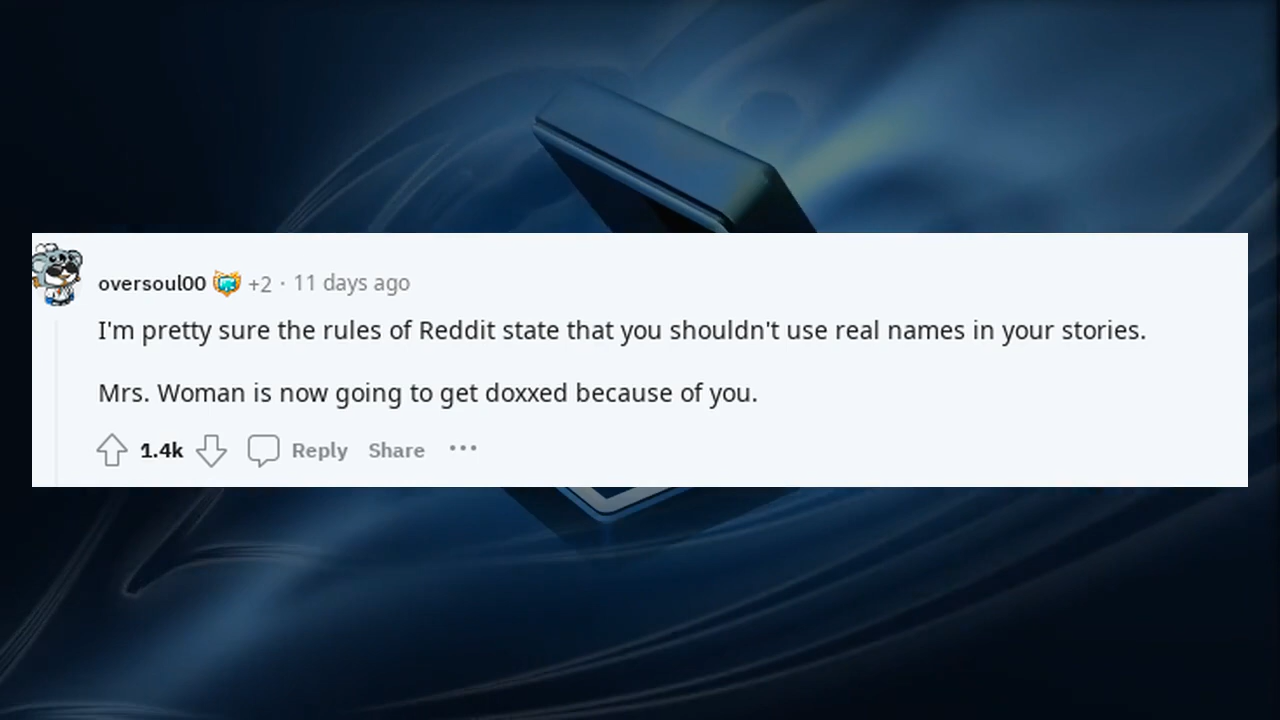 oversoul00 +2 · 11 days ago
I'm pretty sure the rules of Reddit state that you shouldn't use real names in your stories.
Mrs. Woman is now going to get doxxed because of you.
1.4k Reply Share ···